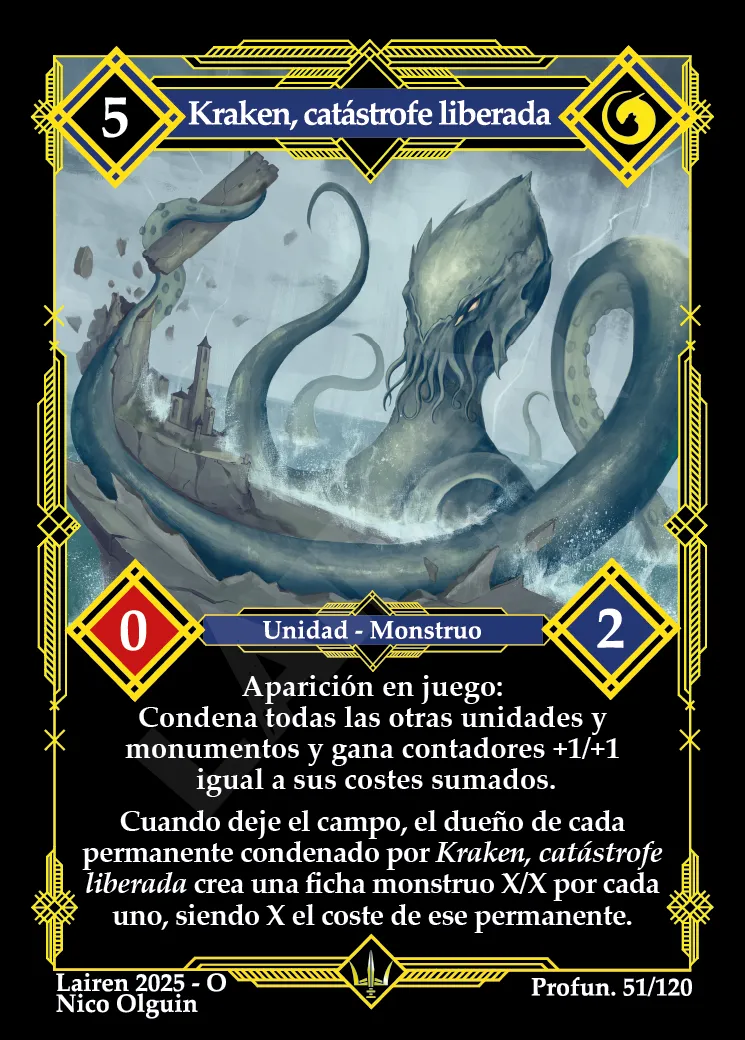 5
Kraken, catástrofe liberada
0
Unidad - Monstruo
2
Aparición en juego:
Condena todas las otras unidades y
monumentos y gana contadores +1/+1
igual a sus costes sumados.
Cuando deje el campo, el dueño de cada
permanente condenado por Kraken, catástrofe
liberada crea una ficha monstruo X/X por cada
uno, siendo X el coste de ese permanente.
Lairen 2025 - O
Profun. 51/120
Nico Olguin